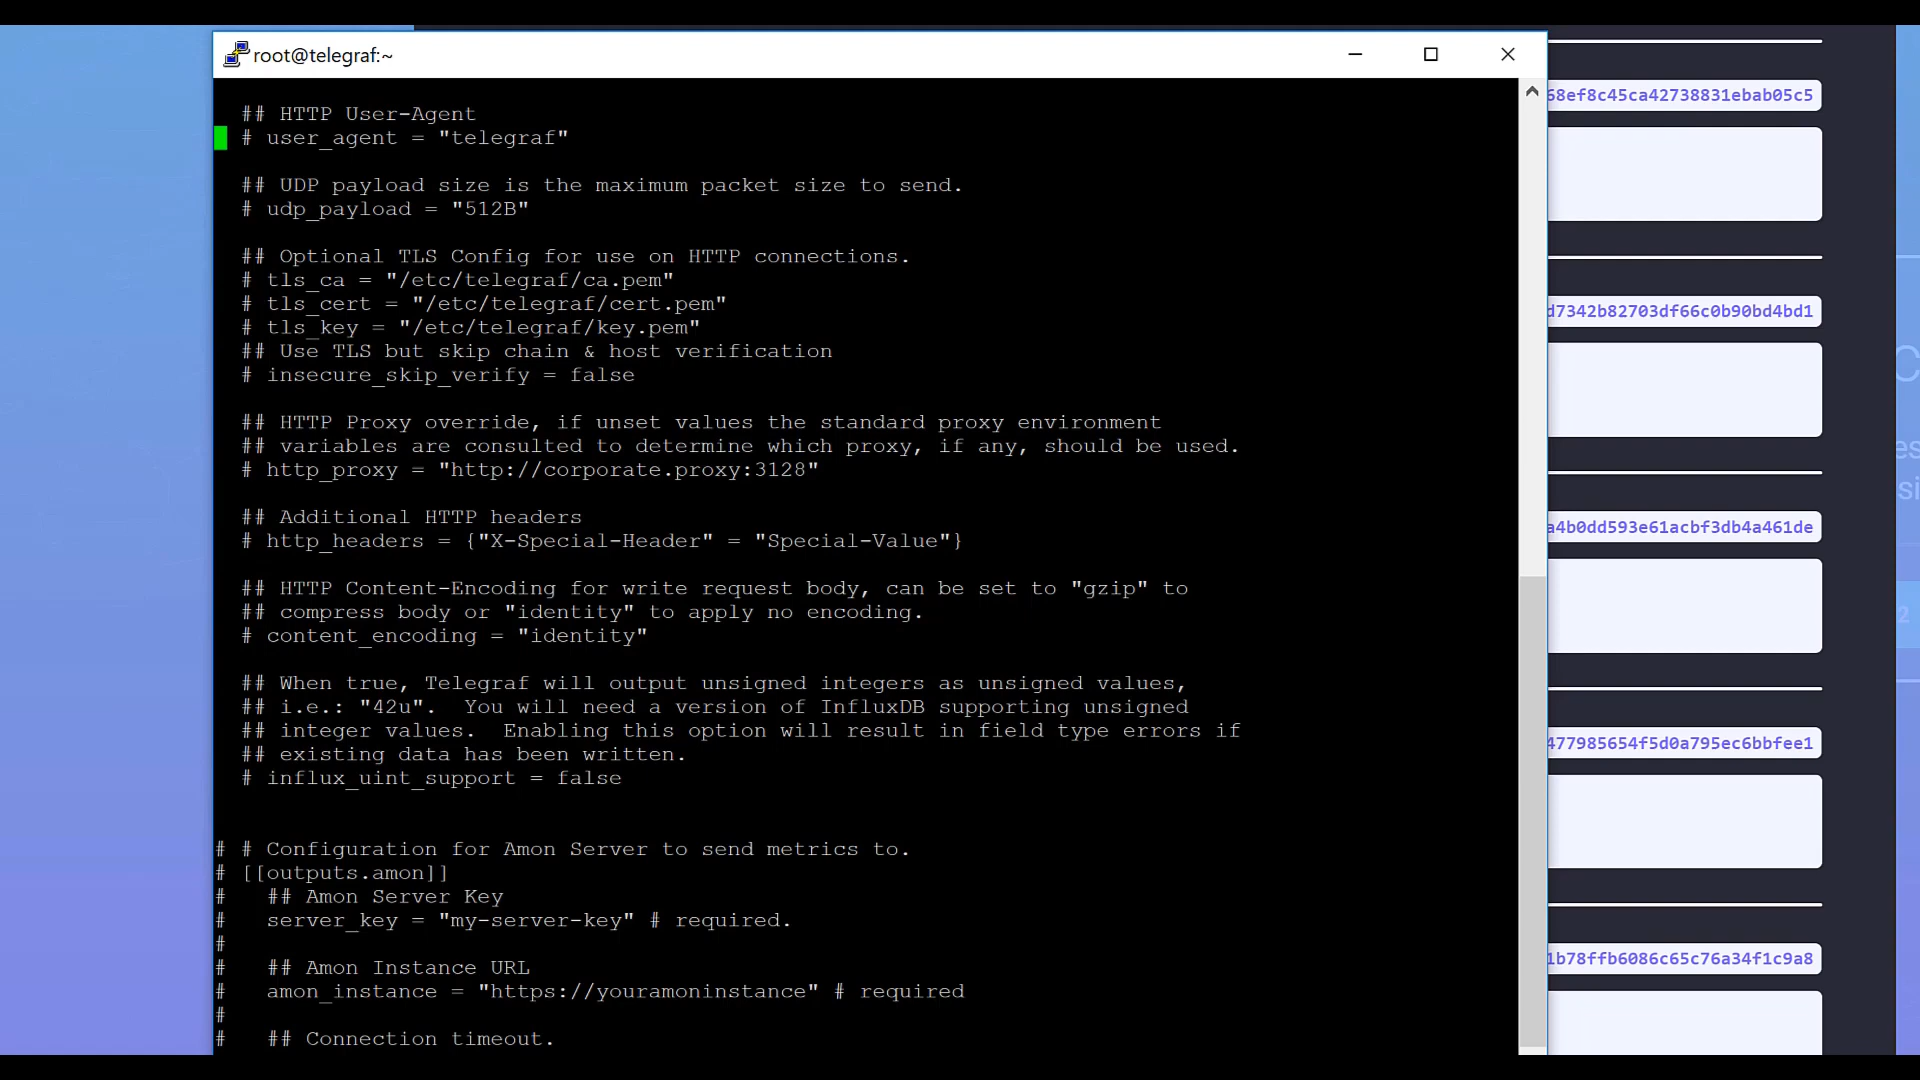 root@telegraf:~
## HTTP User-Agent
# user_agent = "telegraf"
## UDP payload size is the maximum packet size to send.
# udp_payload = "512B"
## Optional TLS Config for use on HTTP connections.
# tls_ca = "/etc/telegraf/ca.pem"
# tls_cert = "/etc/telegraf/cert.pem"
# tls_key = "/etc/telegraf/key.pem"
## Use TLS but skip chain & host verification
# insecure_skip_verify = false
## HTTP Proxy override, if unset values the standard proxy environment
## variables are consulted to determine which proxy, if any, should be used.
# http_proxy = "http://corporate.proxy:3128"
## Additional HTTP headers
# http_headers = {"X-Special-Header" = "Special-Value"}
## HTTP Content-Encoding for write request body, can be set to "gzip" to
## compress body or "identity" to apply no encoding.
# content_encoding = "identity"
## When true, Telegraf will output unsigned integers as unsigned values,
## i.e.: "42u".  You will need a version of InfluxDB supporting unsigned
## integer values.  Enabling this option will result in field type errors if
## existing data has been written.
# influx_uint_support = false
# # Configuration for Amon Server to send metrics to.
# [[outputs.amon]]
#   ## Amon Server Key
#   server_key = "my-server-key" # required.
#
#   ## Amon Instance URL
#   amon_instance = "https://youramoninstance" # required
#
#   ## Connection timeout.
68ef8c45ca42738831ebab05c5
d7342b82703df66c0b90bd4bd1
a4b0dd593e61acbf3db4a461de
477985654f5d0a795ec6bbfee1
1b78ffb6086c65c76a34f1c9a8